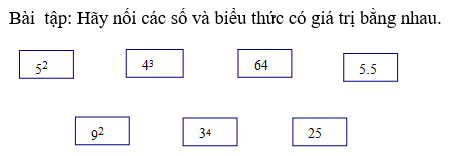 Bài tập: Hãy nối các số và biểu thức có giá trị bằng nhau.
5² 4³ 64 5.5
9² 3⁴ 25